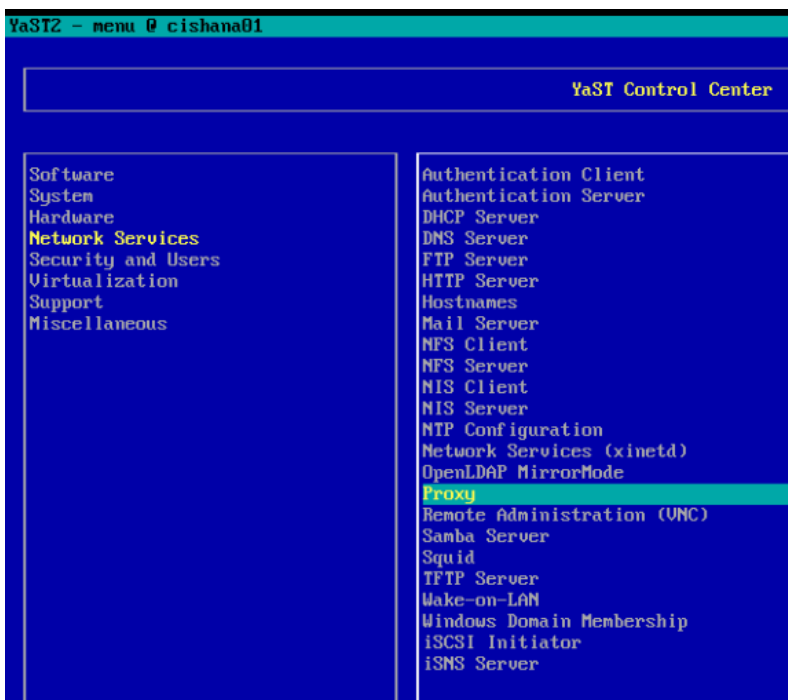 YaST2 - menu @ cishana01
YaST Control Center
Software
System
Hardware
Network Services
Security and Users
Virtualization
Support
Miscellaneous
Authentication Client
Authentication Server
DHCP Server
DNS Server
FTP Server
HTTP Server
Hostnames
Mail Server
NFS Client
NFS Server
NIS Client
NIS Server
NTP Configuration
Network Services (xinetd)
OpenLDAP MirrorMode
Proxy
Remote Administration (VNC)
Samba Server
Squid
TFTP Server
Wake-on-LAN
Windows Domain Membership
iSCSI Initiator
iSNS Server